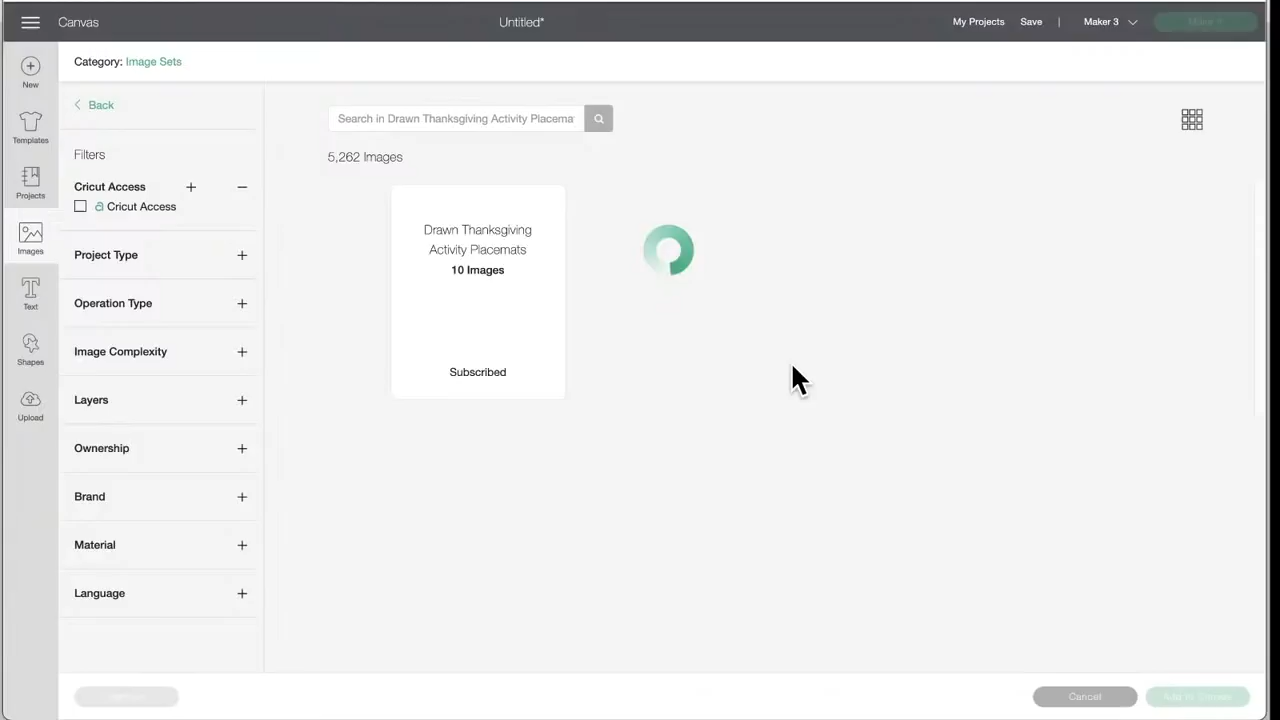 Canvas
Untitled*
My Projects
Save
|
Maker 3
New
Templates
Projects
Images
Text
Shapes
Upload
Category: Image Sets
Back
Filters
Cricut Access
Cricut Access
Project Type
Operation Type
Image Complexity
Layers
Ownership
Brand
Material
Language
Search in Drawn Thanksgiving Activity Placema
5,262 Images
Drawn Thanksgiving
Activity Placemats
10 Images
Subscribed
Cancel